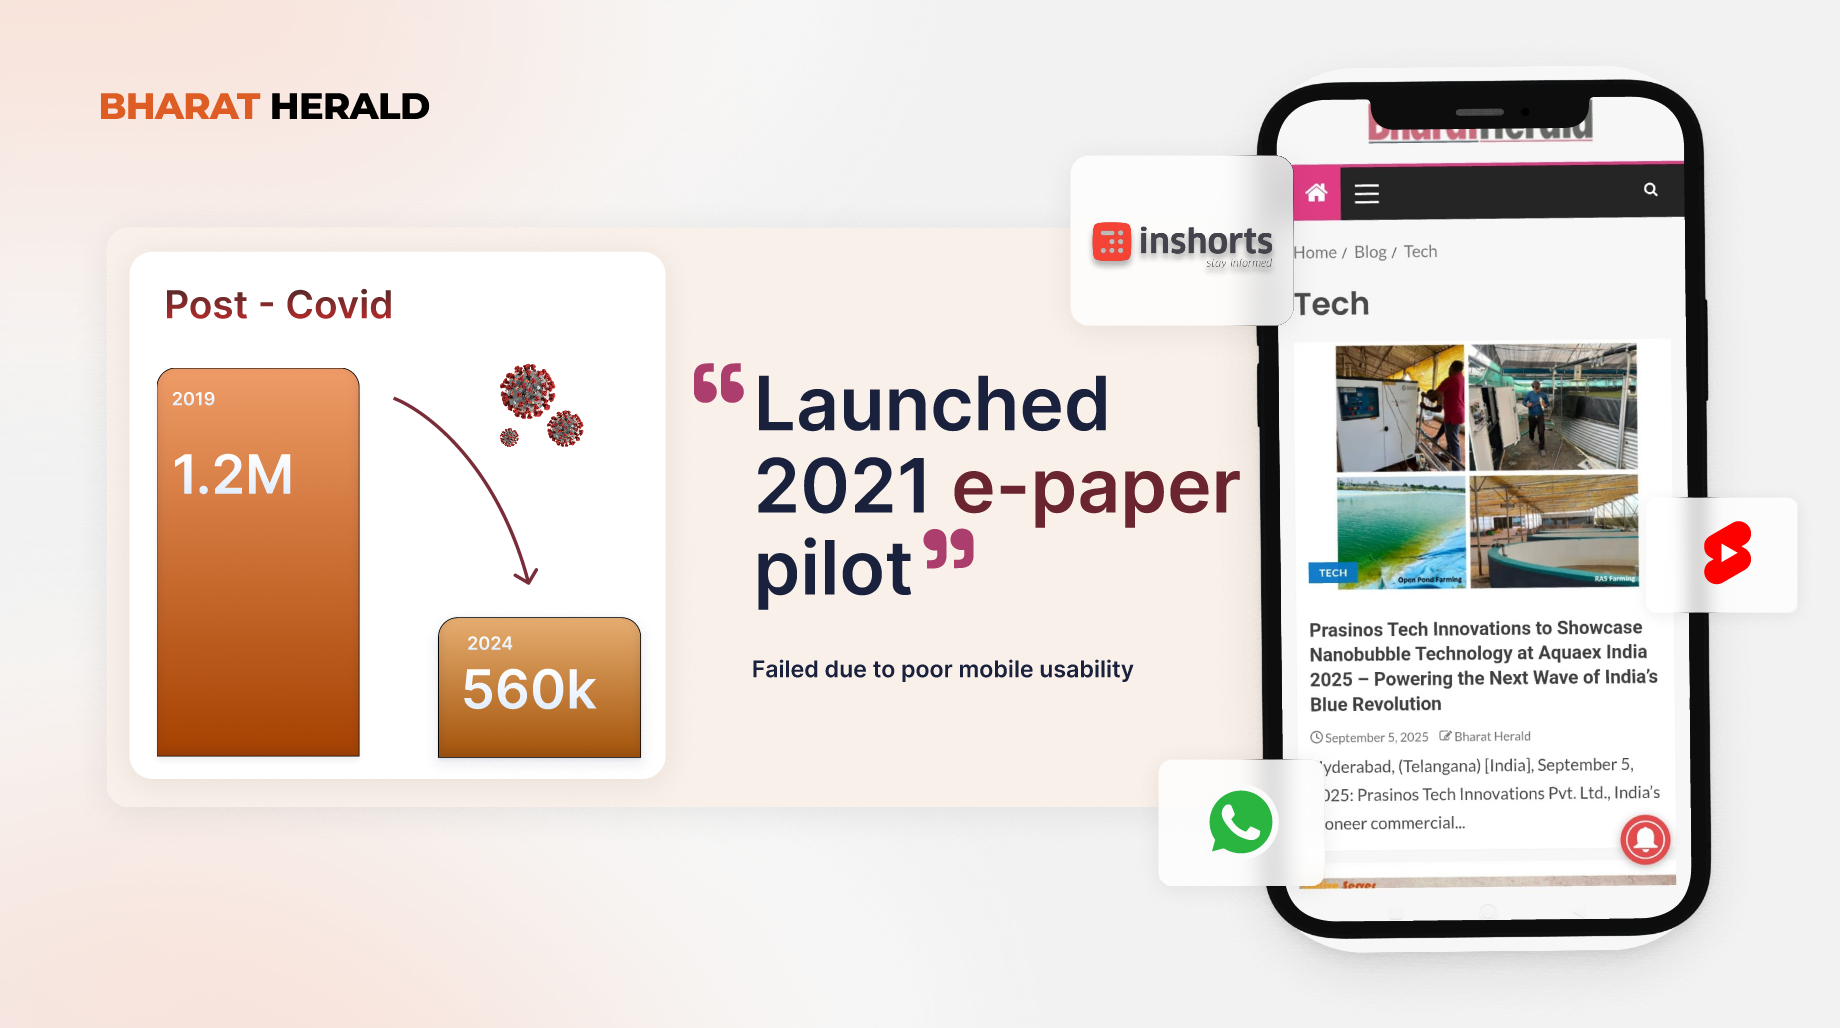 BHARAT HERALD
Post - Covid
2019
1.2M
2024
560k
“Launched
2021 e-paper
pilot”
Failed due to poor mobile usability
inshorts
stay informed
BharatHerald
Home / Blog / Tech
Tech
Open Pond Farming
RAS Farming
TECH
Prasinos Tech Innovations to Showcase
Nanobubble Technology at Aquaex India
2025 – Powering the Next Wave of India’s
Blue Revolution
September 5, 2025 Bharat Herald
yderabad, (Telangana) [India], September 5,
025: Prasinos Tech Innovations Pvt. Ltd., India’s
oneer commercial...